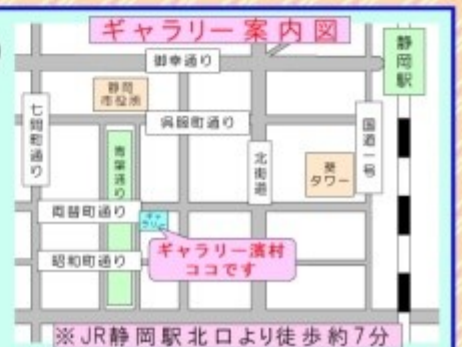 ギャラリー案内図
静岡駅
御幸通り
静岡
市役所
呉服町通り
七間町通り
青葉通り
北街道
国道一号
葵
タワー
両替町通り
ギャ
ラリー
ギャラリー濱村
ココです
昭和町通り
※JR静岡駅北口より徒歩約7分